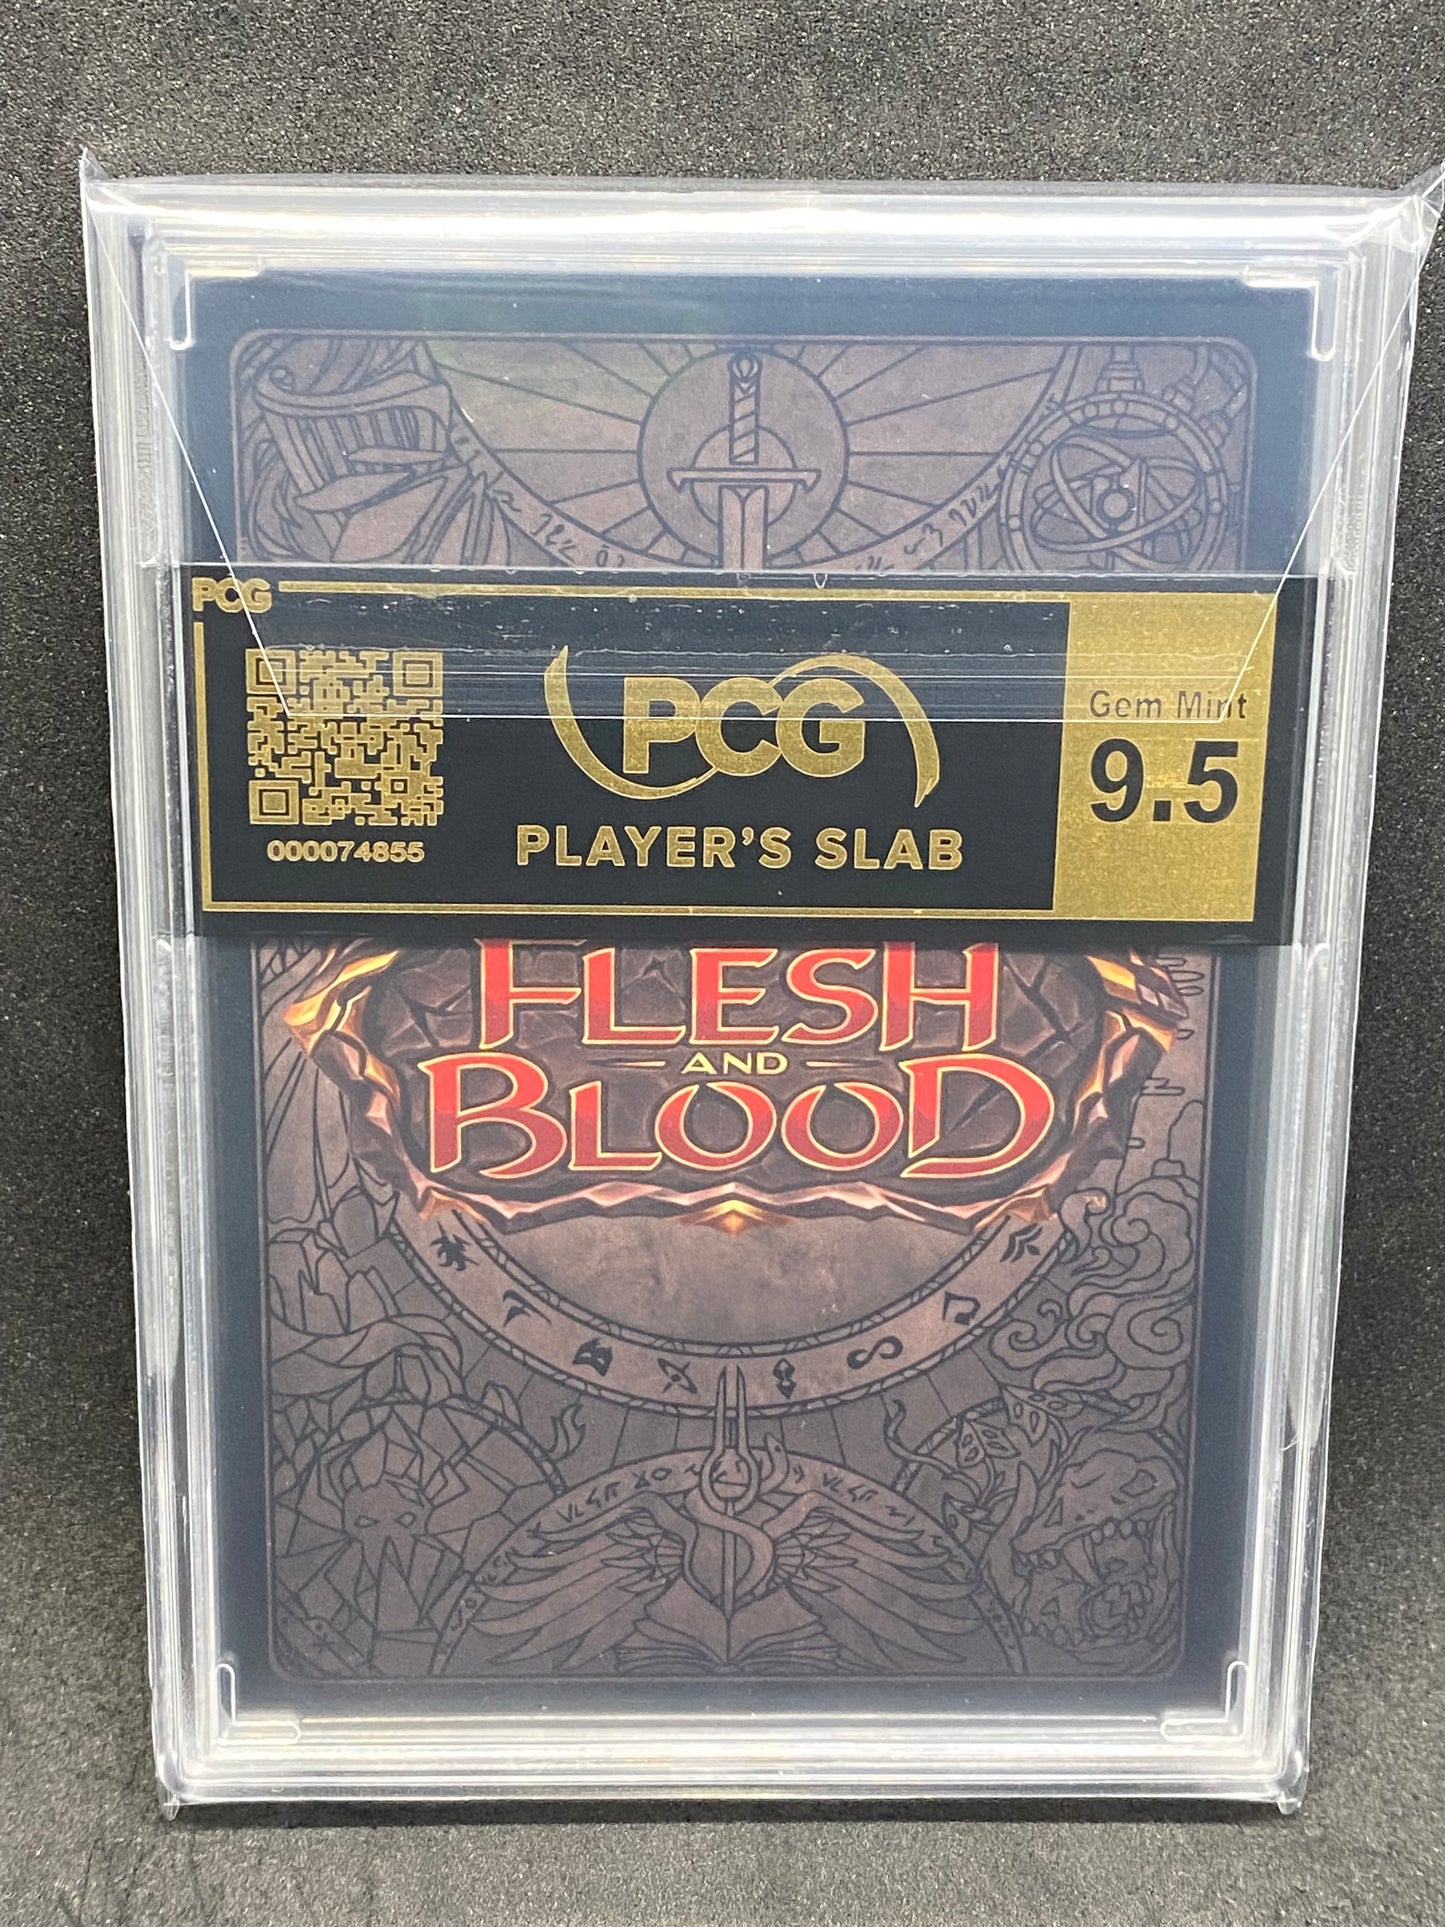 PCG
PCG
Gem Mint
9.5
000074855
PLAYER'S SLAB
FLESH
AND
BLOOD